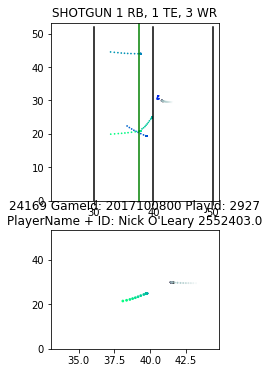 SHOTGUN 1 RB, 1 TE, 3 WR
50
40
30
20
10
0
30 40 50
24169 GameId: 2017100800 PlayId: 2927
PlayerName + ID: Nick O'Leary 2552403.0
40
20
0
35.0 37.5 40.0 42.5